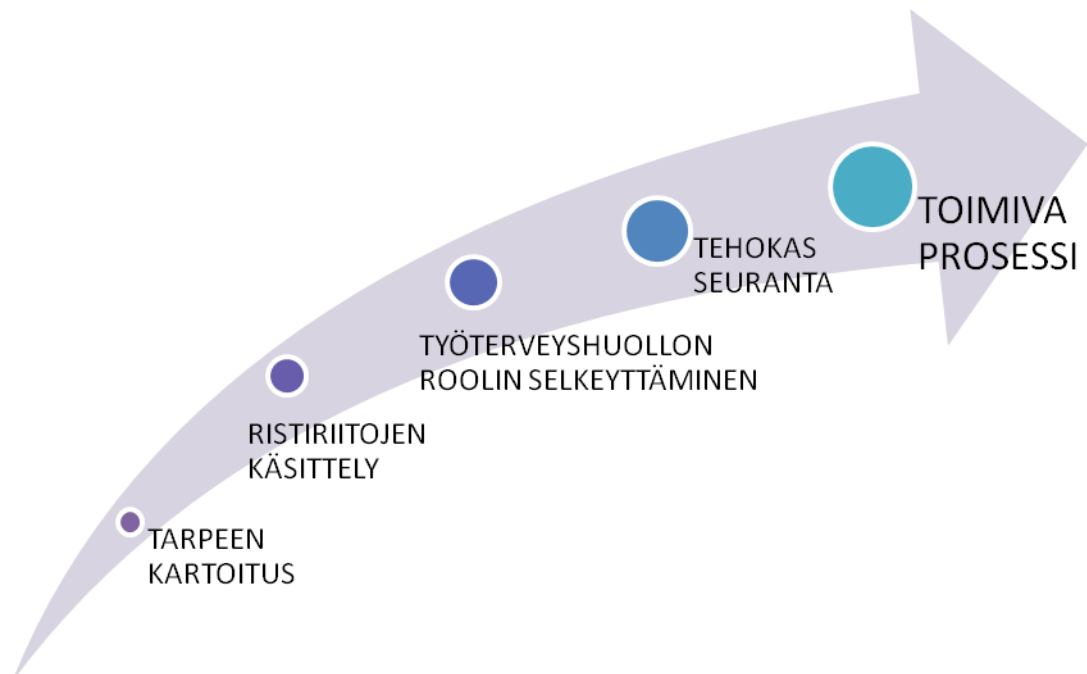 TARPEEN
KARTOITUS
RISTIRIITOJEN
KÄSITTELY
TYÖTERVEYSHUOLLON
ROOLIN SELKEYTTÄMINEN
TEHOKAS
SEURANTA
TOIMIVA
PROSESSI